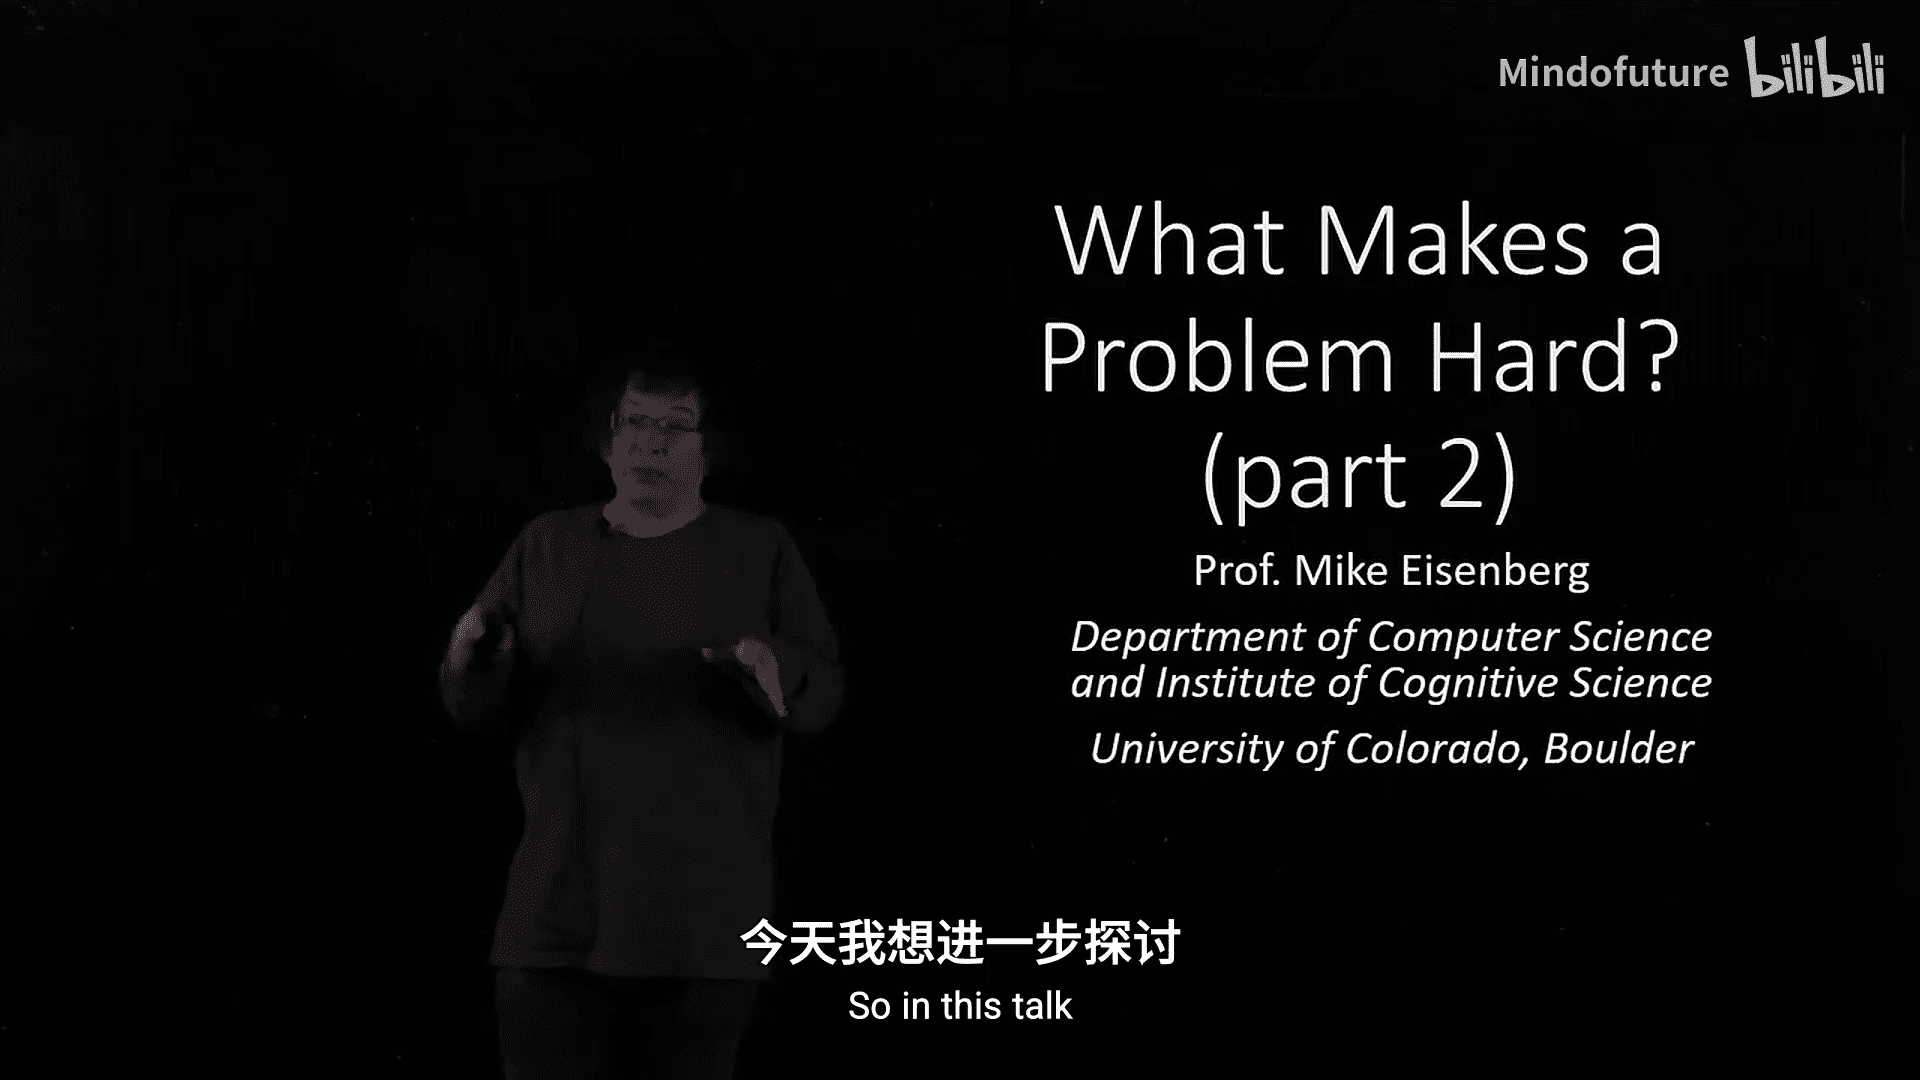 Mindofuture bilibili
What Makes a
Problem Hard?
(part 2)
Prof. Mike Eisenberg
Department of Computer Science
and Institute of Cognitive Science
University of Colorado, Boulder
今天我想进一步探讨
So in this talk